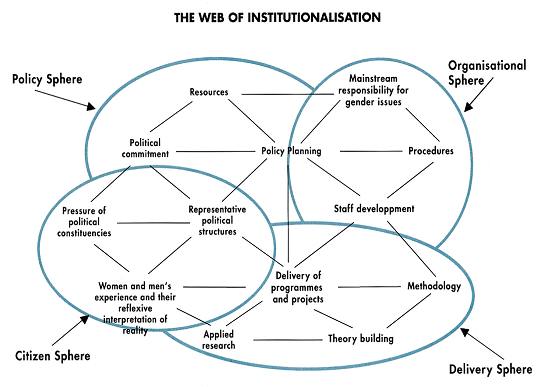 THE WEB OF INSTITUTIONALISATION
Policy Sphere
Organisational
Sphere
Resources
Mainstream
responsibility for
gender issues
Political
commitment
Policy Planning
Procedures
Pressure of
political
constituencies
Representative
political
structures
Staff developpment
Women and men's
experience and their
reflexive
interpretation of
reality
Delivery of
programmes
and projects
Methodology
Applied
research
Theory building
Citizen Sphere
Delivery Sphere